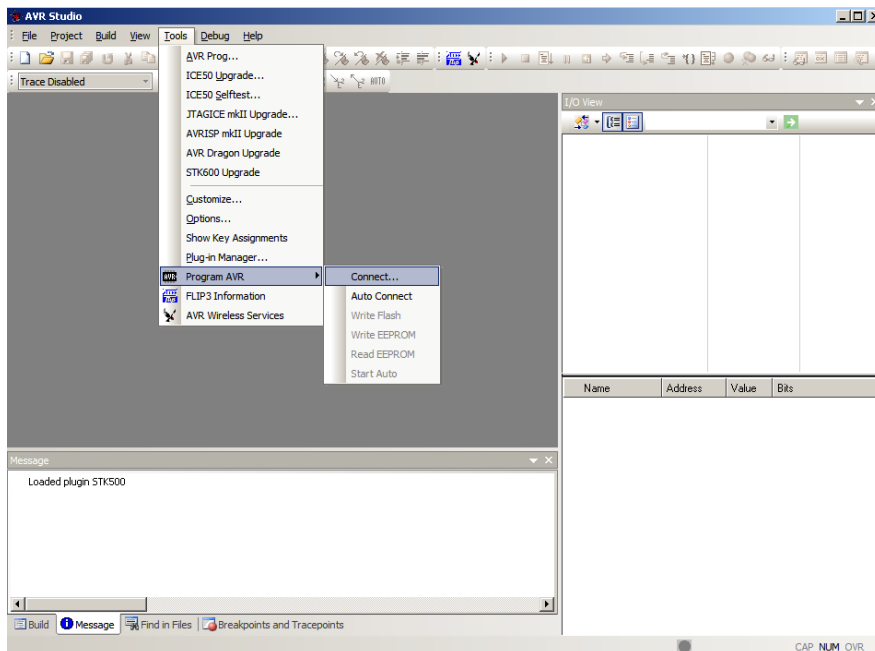 AVR Studio
File Project Build View Tools Debug Help
Trace Disabled
AUTO
AVR Prog...
ICE50 Upgrade...
ICE50 Selftest...
JTAGICE mkII Upgrade...
AVRISP mkII Upgrade
AVR Dragon Upgrade
STK600 Upgrade
Customize...
Options...
Show Key Assignments
Plug-in Manager...
AVR Program AVR
FLIP3 Information
AVR Wireless Services
Connect...
Auto Connect
Write Flash
Write EEPROM
Read EEPROM
Start Auto
I/O View
Name Address Value Bits
Message
Loaded plugin STK500
Build Message Find in Files Breakpoints and Tracepoints
CAP NUM OVR